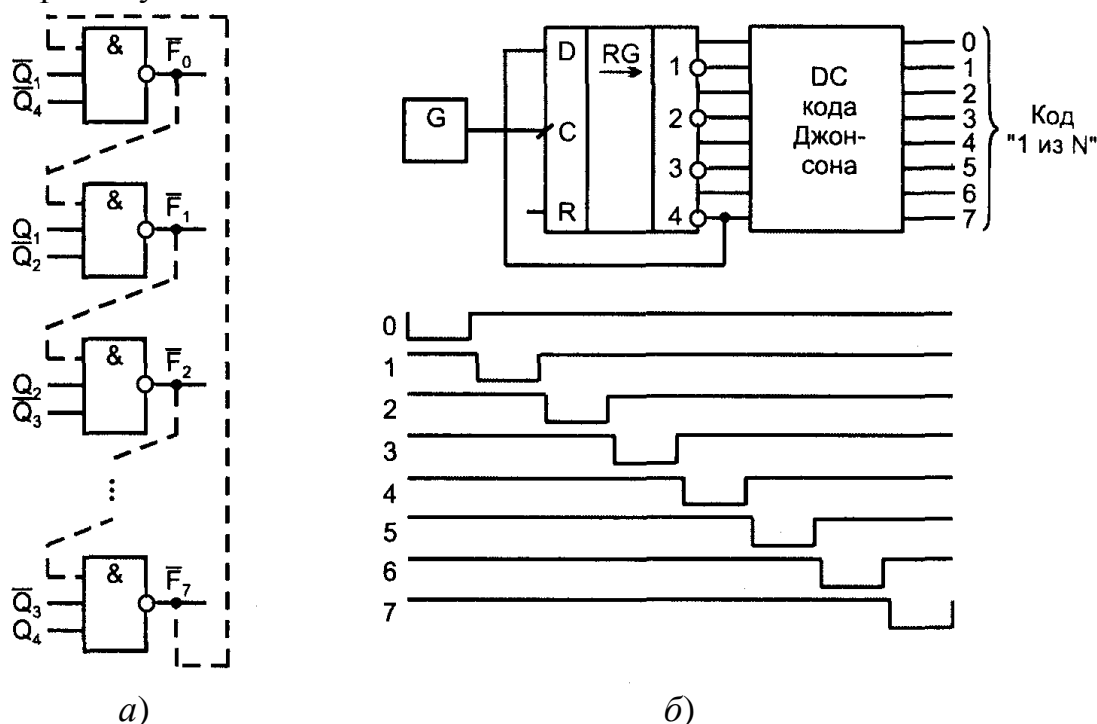 &
F̅₀
Q̅₁
Q̅₄
&
F̅₁
Q₁
Q̅₂
&
F̅₂
Q₂
Q̅₃
...
&
F̅₇
Q̅₃
Q₄
а)
G
D
C
R
RG
1
2
3
4
DC
кода
Джон-
сона
0
1
2
3
4
5
6
7
Код
"1 из N"
0
1
2
3
4
5
6
7
б)